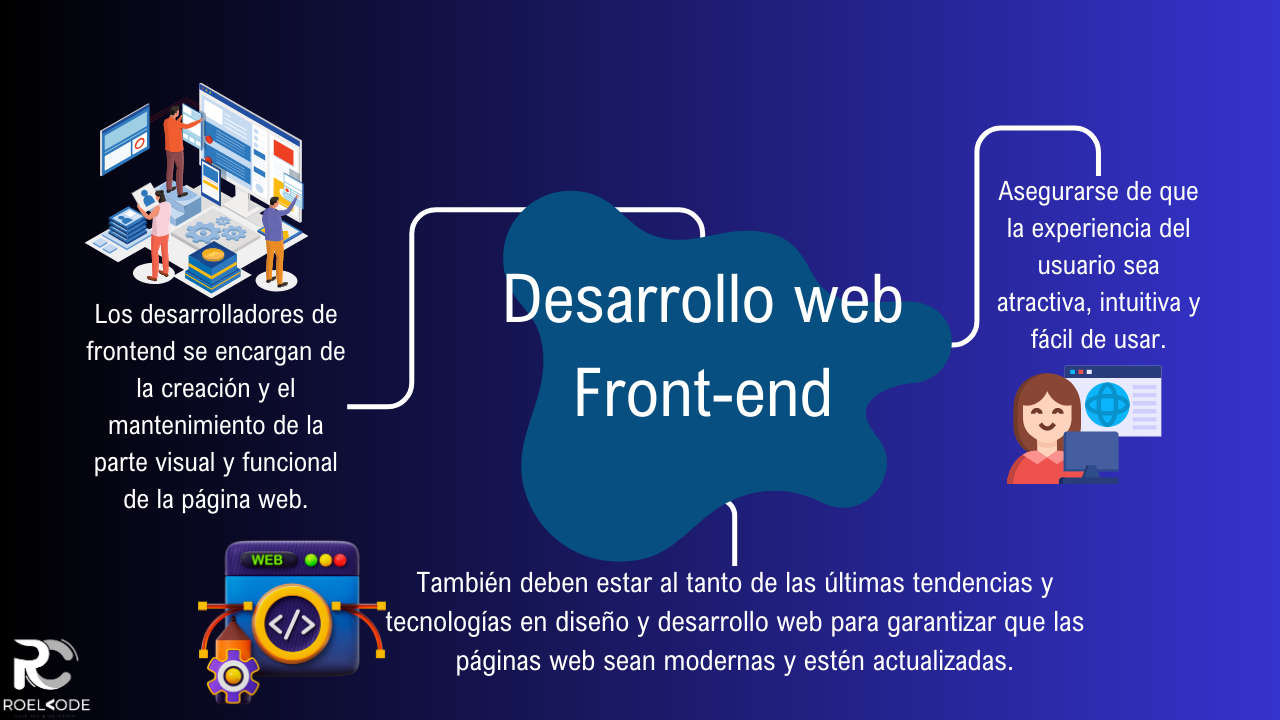 Desarrollo web
Front-end
Los desarrolladores de
frontend se encargan de
la creación y el
mantenimiento de la
parte visual y funcional
de la página web.
Asegurarse de que
la experiencia del
usuario sea
atractiva, intuitiva y
fácil de usar.
WEB
</>
También deben estar al tanto de las últimas tendencias y
tecnologías en diseño y desarrollo web para garantizar que las
páginas web sean modernas y estén actualizadas.
RC
ROELCODE